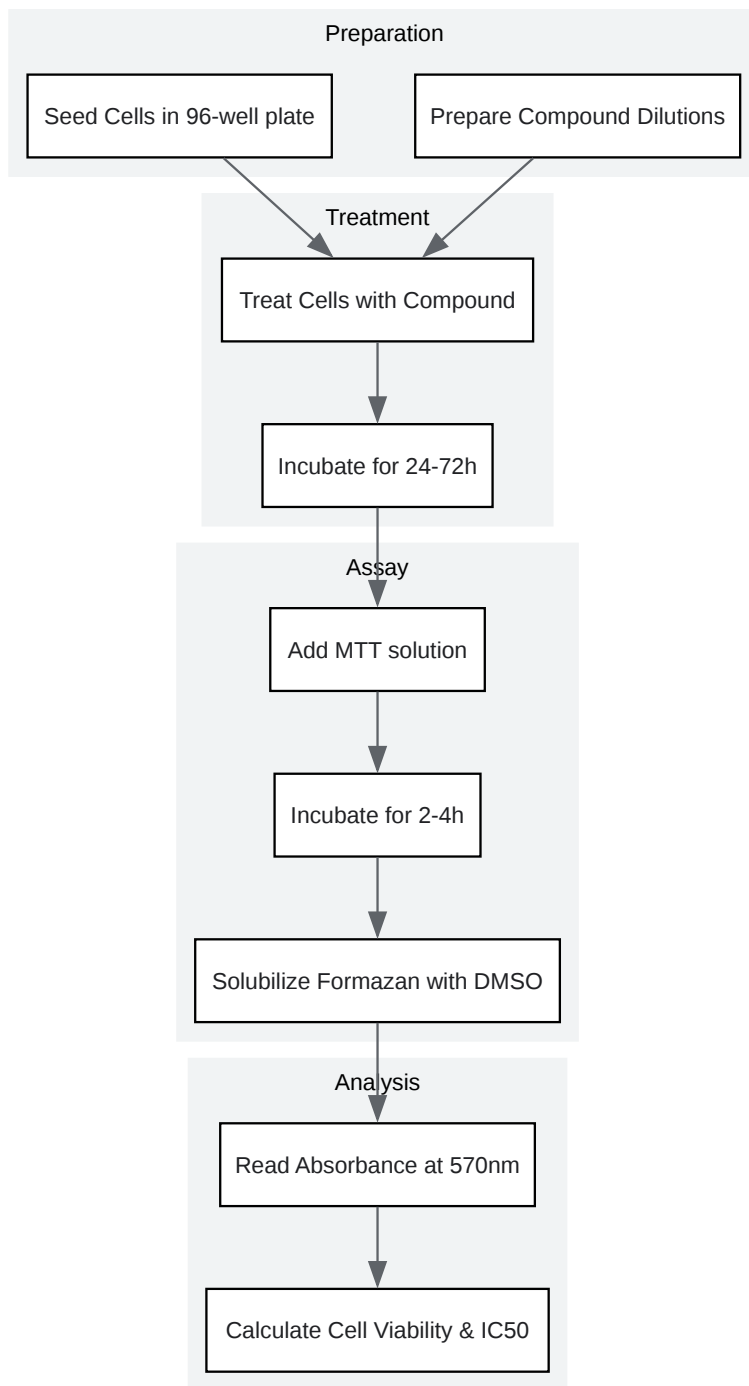 Preparation
Seed Cells in 96-well plate
Prepare Compound Dilutions
Treatment
Treat Cells with Compound
Incubate for 24-72h
Assay
Add MTT solution
Incubate for 2-4h
Solubilize Formazan with DMSO
Analysis
Read Absorbance at 570nm
Calculate Cell Viability & IC50